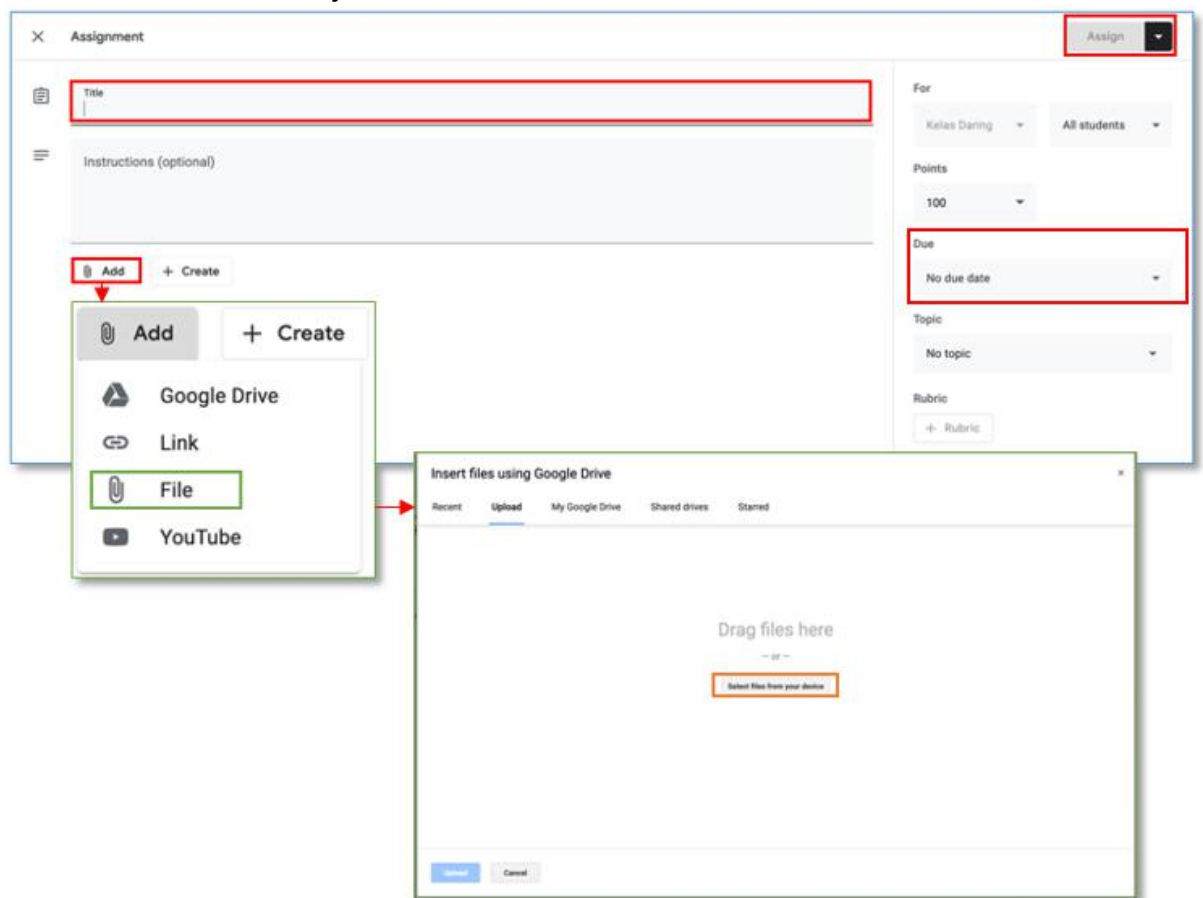 Assignment
Assign
Title
Instructions (optional)
Add + Create
For
Kelas Daring All students
Points
100
Due
No due date
Topic
No topic
Rubric
+ Rubric
Add + Create
Google Drive
Link
File
YouTube
Insert files using Google Drive
Recent Upload My Google Drive Shared drives Starred
Drag files here
— or —
Select files from your device
Upload Cancel